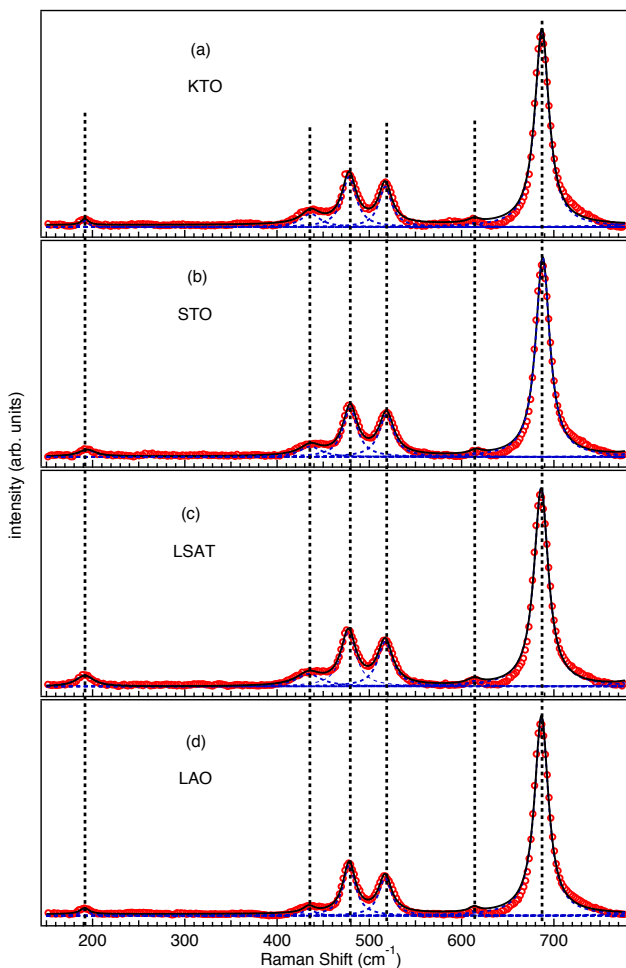 (a)
KTO
(b)
STO
(c)
LSAT
(d)
LAO
intensity (arb. units)
200 300 400 500 600 700
Raman Shift (cm⁻¹)